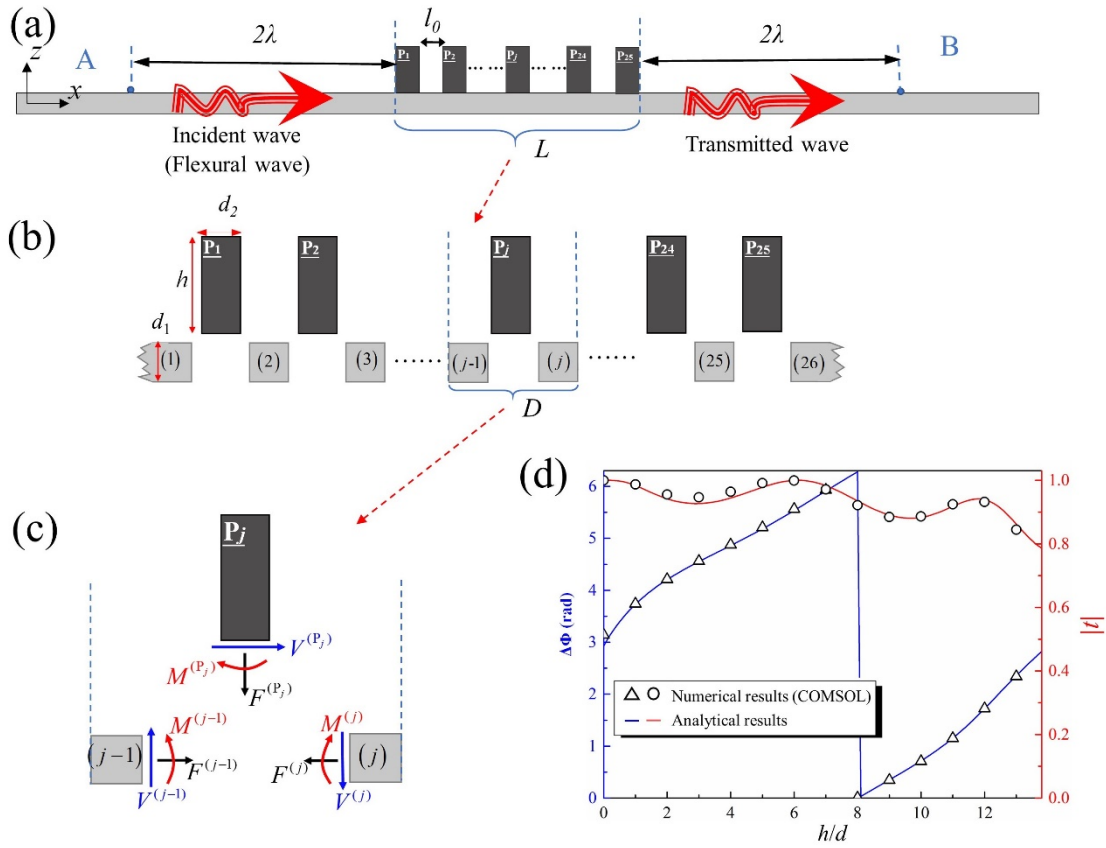 (a)
z
x
A
2λ
l0
2λ
B
P1
P2
......
Pj
......
P24
P25
Incident wave
(Flexural wave)
L
Transmitted wave
(b)
d2
h
d1
P1
P2
Pj
P24
P25
(1)
(2)
(3)
......
(j-1)
(j)
......
(25)
(26)
D
(c)
Pj
V(Pj)
M(Pj)
F(Pj)
(j−1)
M(j−1)
F(j−1)
V(j−1)
M(j)
F(j)
V(j)
(j)
(d)
ΔΦ (rad)
6
5
4
3
2
1
0
1.0
0.8
0.6
0.4
0.2
0.0
|t|
Numerical results (COMSOL)
Analytical results
0 2 4 6 8 10 12
h/d